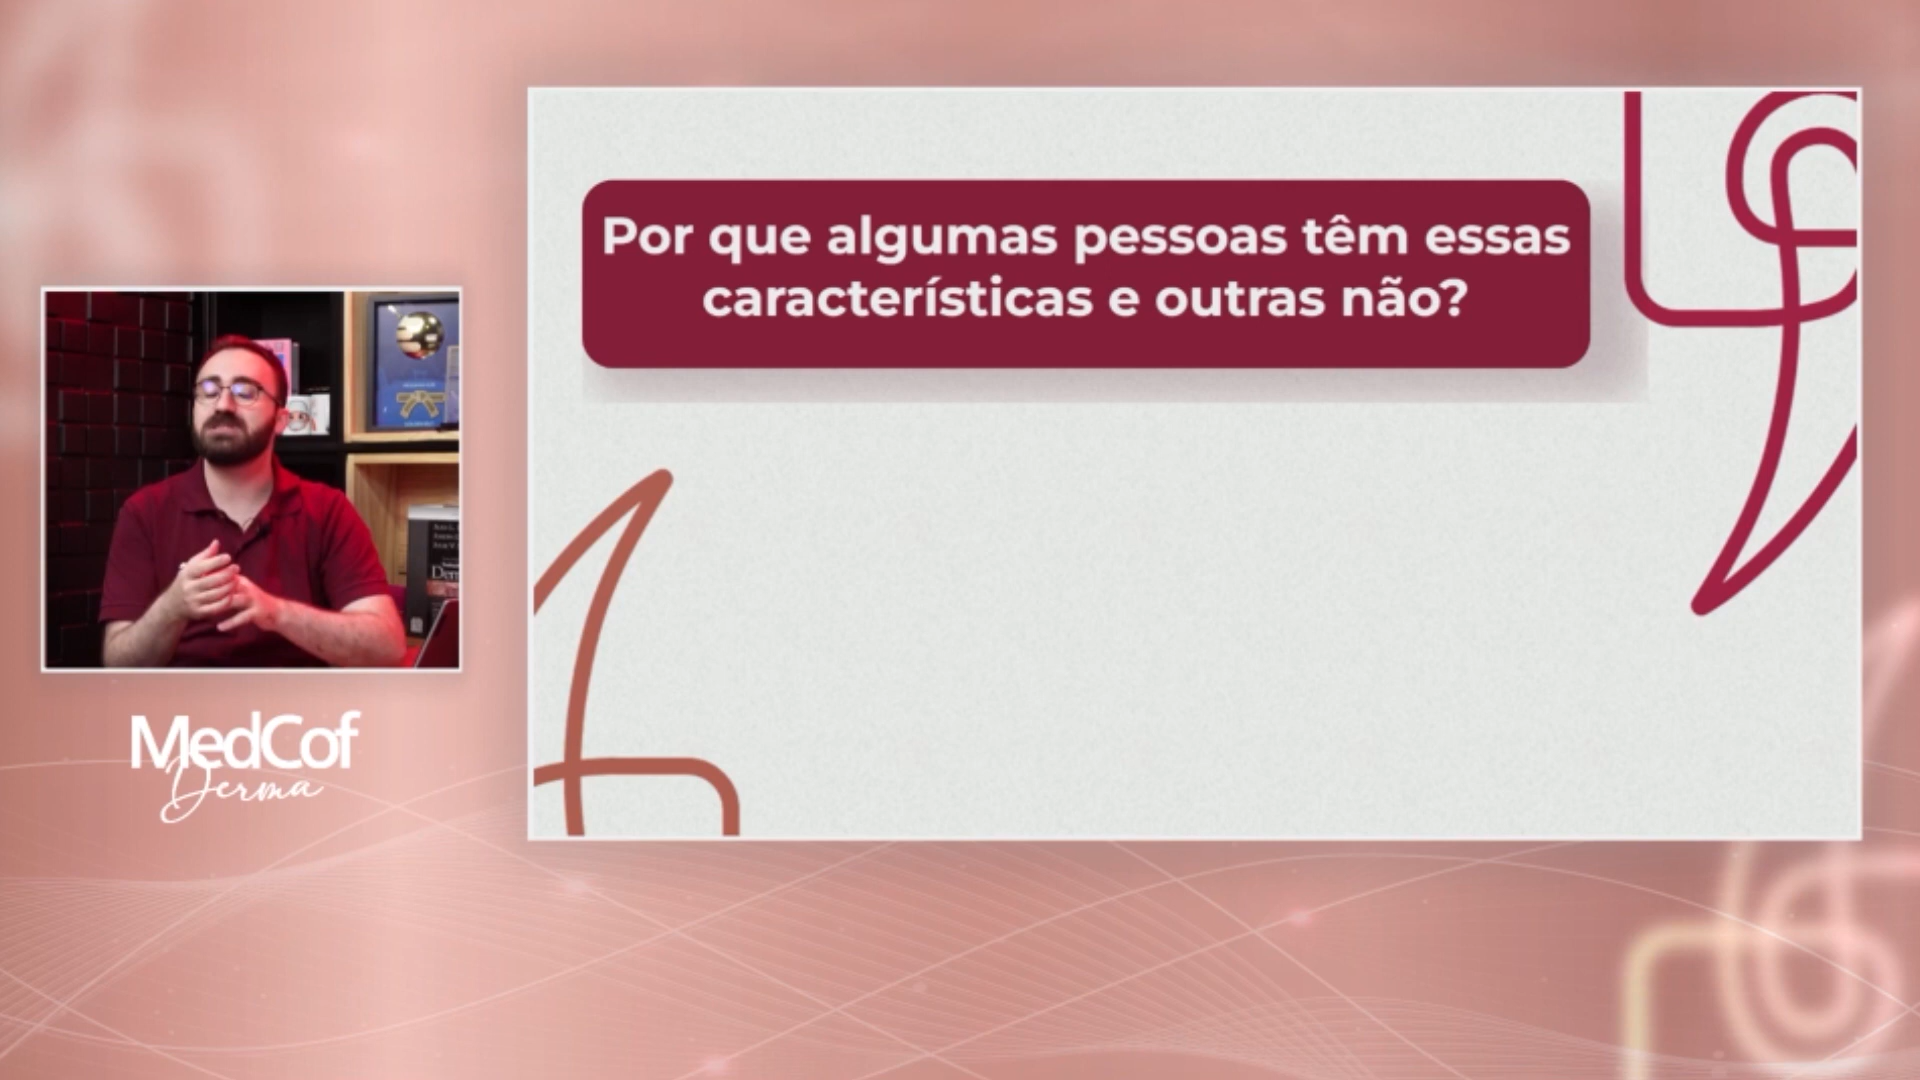 Por que algumas pessoas têm essas
características e outras não?
MedCof
Derma